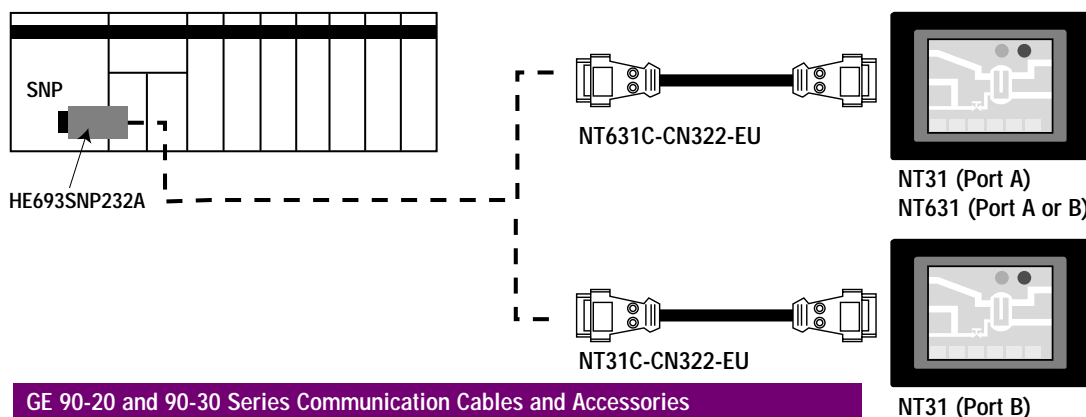 SNP
HE693SNP232A
NT631C-CN322-EU
NT31 (Port A)
NT631 (Port A or B)
NT31C-CN322-EU
GE 90-20 and 90-30 Series Communication Cables and Accessories
NT31 (Port B)